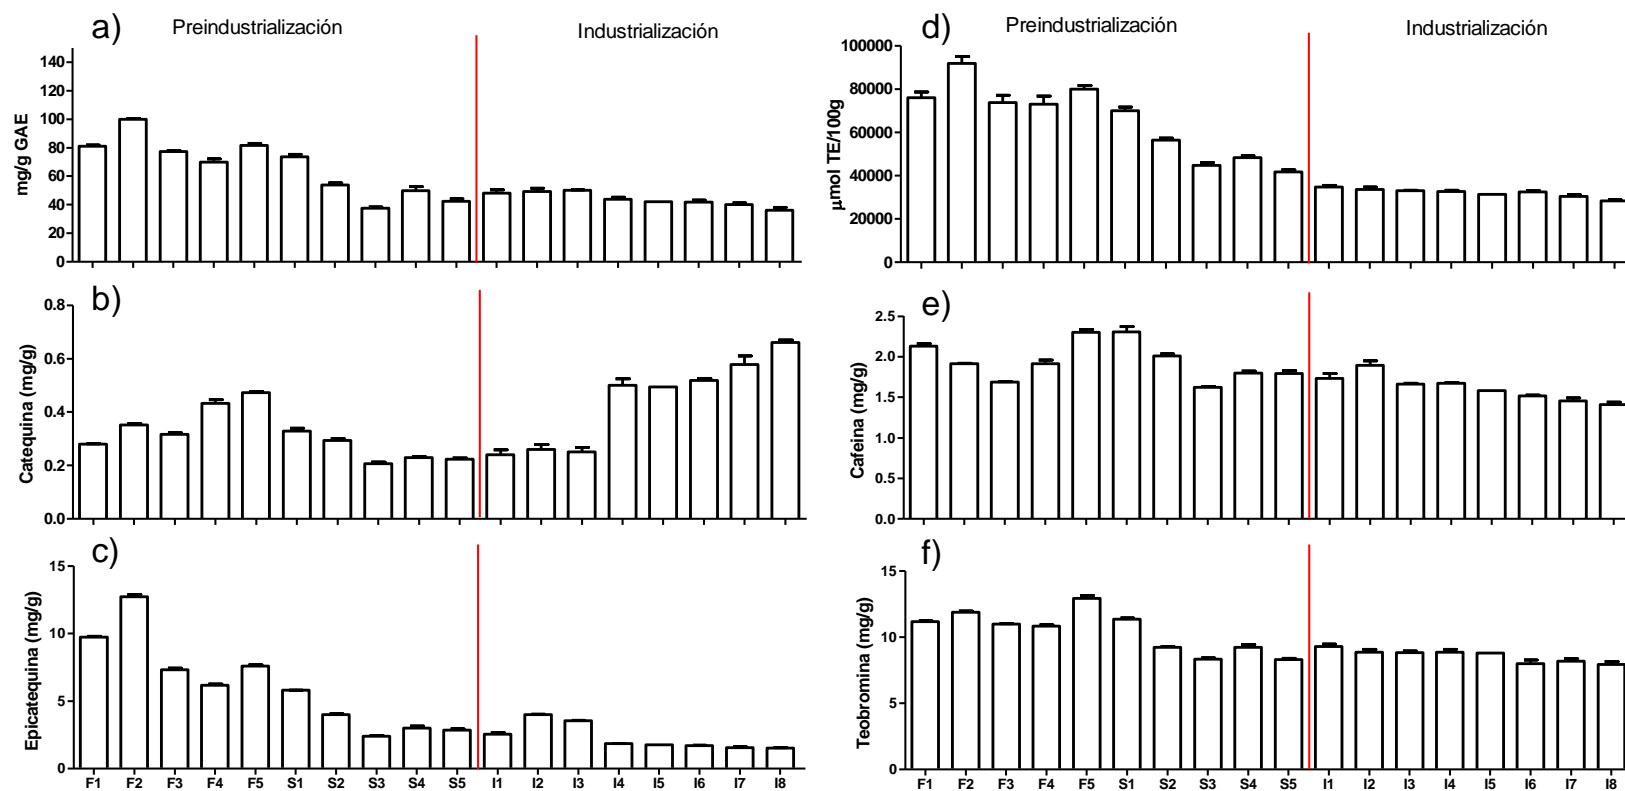 a)
Preindustrialización
Industrialización
mg/g GAE
140
120
100
80
60
40
20
0
b)
Catequina (mg/g)
0.8
0.6
0.4
0.2
0.0
c)
Epicatequina (mg/g)
15
10
5
0
F1 F2 F3 F4 F5 S1 S2 S3 S4 S5 I1 I2 I3 I4 I5 I6 I7 I8
d)
Preindustrialización
Industrialización
µmol TE/100g
100000
80000
60000
40000
20000
0
e)
Cafeina (mg/g)
2.5
2.0
1.5
1.0
0.5
0.0
f)
Teobromina (mg/g)
15
10
5
0
F1 F2 F3 F4 F5 S1 S2 S3 S4 S5 I1 I2 I3 I4 I5 I6 I7 I8